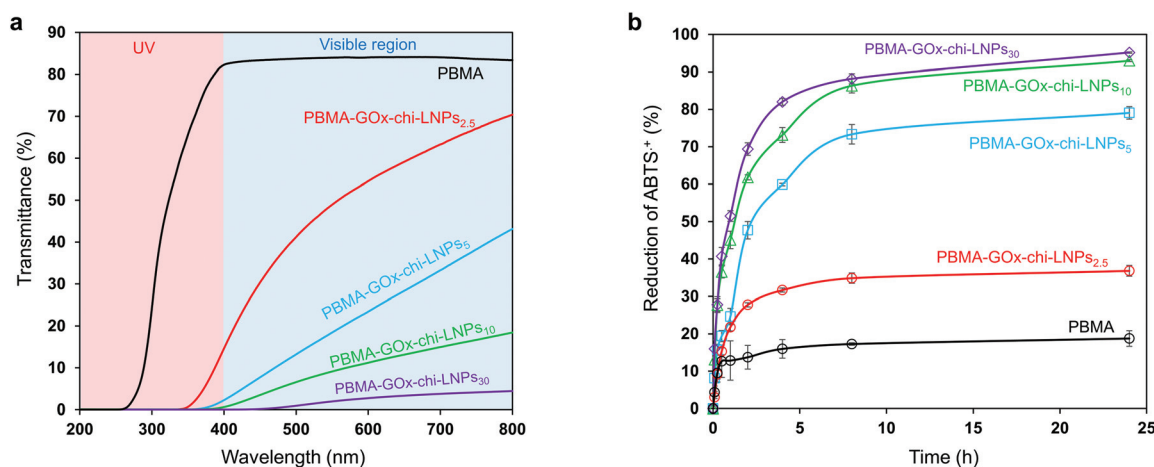 a
UV
Visible region
PBMA
PBMA-GOx-chi-LNPs2.5
PBMA-GOx-chi-LNPs5
PBMA-GOx-chi-LNPs10
PBMA-GOx-chi-LNPs30
Transmittance (%)
90
80
70
60
50
40
30
20
10
0
200 300 400 500 600 700 800
Wavelength (nm)
b
PBMA-GOx-chi-LNPs30
PBMA-GOx-chi-LNPs10
PBMA-GOx-chi-LNPs5
PBMA-GOx-chi-LNPs2.5
PBMA
Reduction of ABTS·+ (%)
100
90
80
70
60
50
40
30
20
10
0
0 5 10 15 20 25
Time (h)